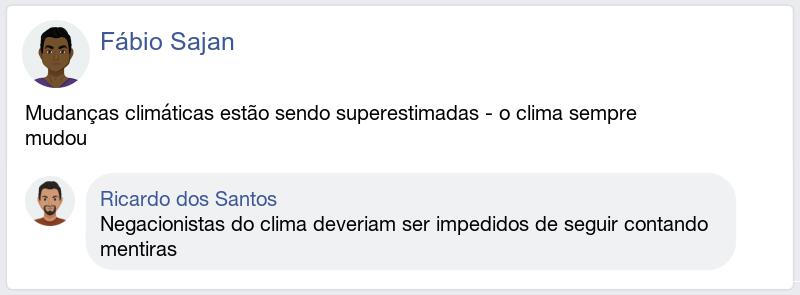 Fábio Sajan
Mudanças climáticas estão sendo superestimadas - o clima sempre
mudou
Ricardo dos Santos
Negacionistas do clima deveriam ser impedidos de seguir contando
mentiras